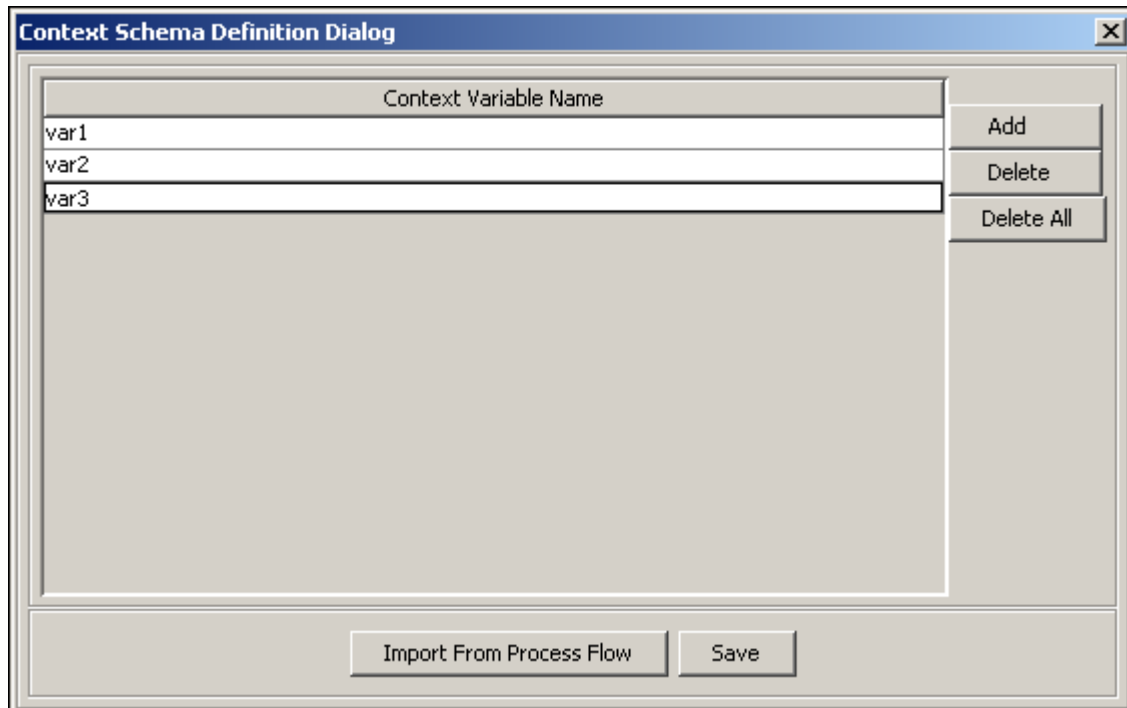 Context Schema Definition Dialog
Context Variable Name
var1
var2
var3
Add
Delete
Delete All
Import From Process Flow
Save